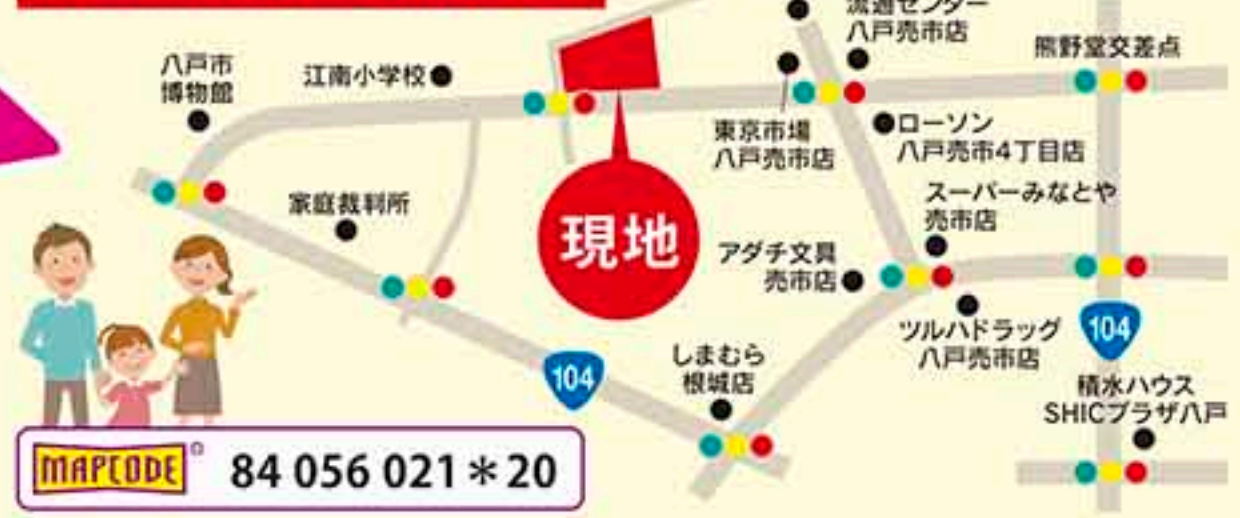 流通センター
八戸売市店
熊野堂交差点
八戸市
博物館
江南小学校
東京市場
八戸売市店
ローソン
八戸売市4丁目店
家庭裁判所
現地
スーパーみなとや
売市店
アダチ文具
売市店
ツルハドラッグ
八戸売市店
104
しまむら
根城店
104
積水ハウス
SHICプラザ八戸
MAPCODE® 84 056 021＊20